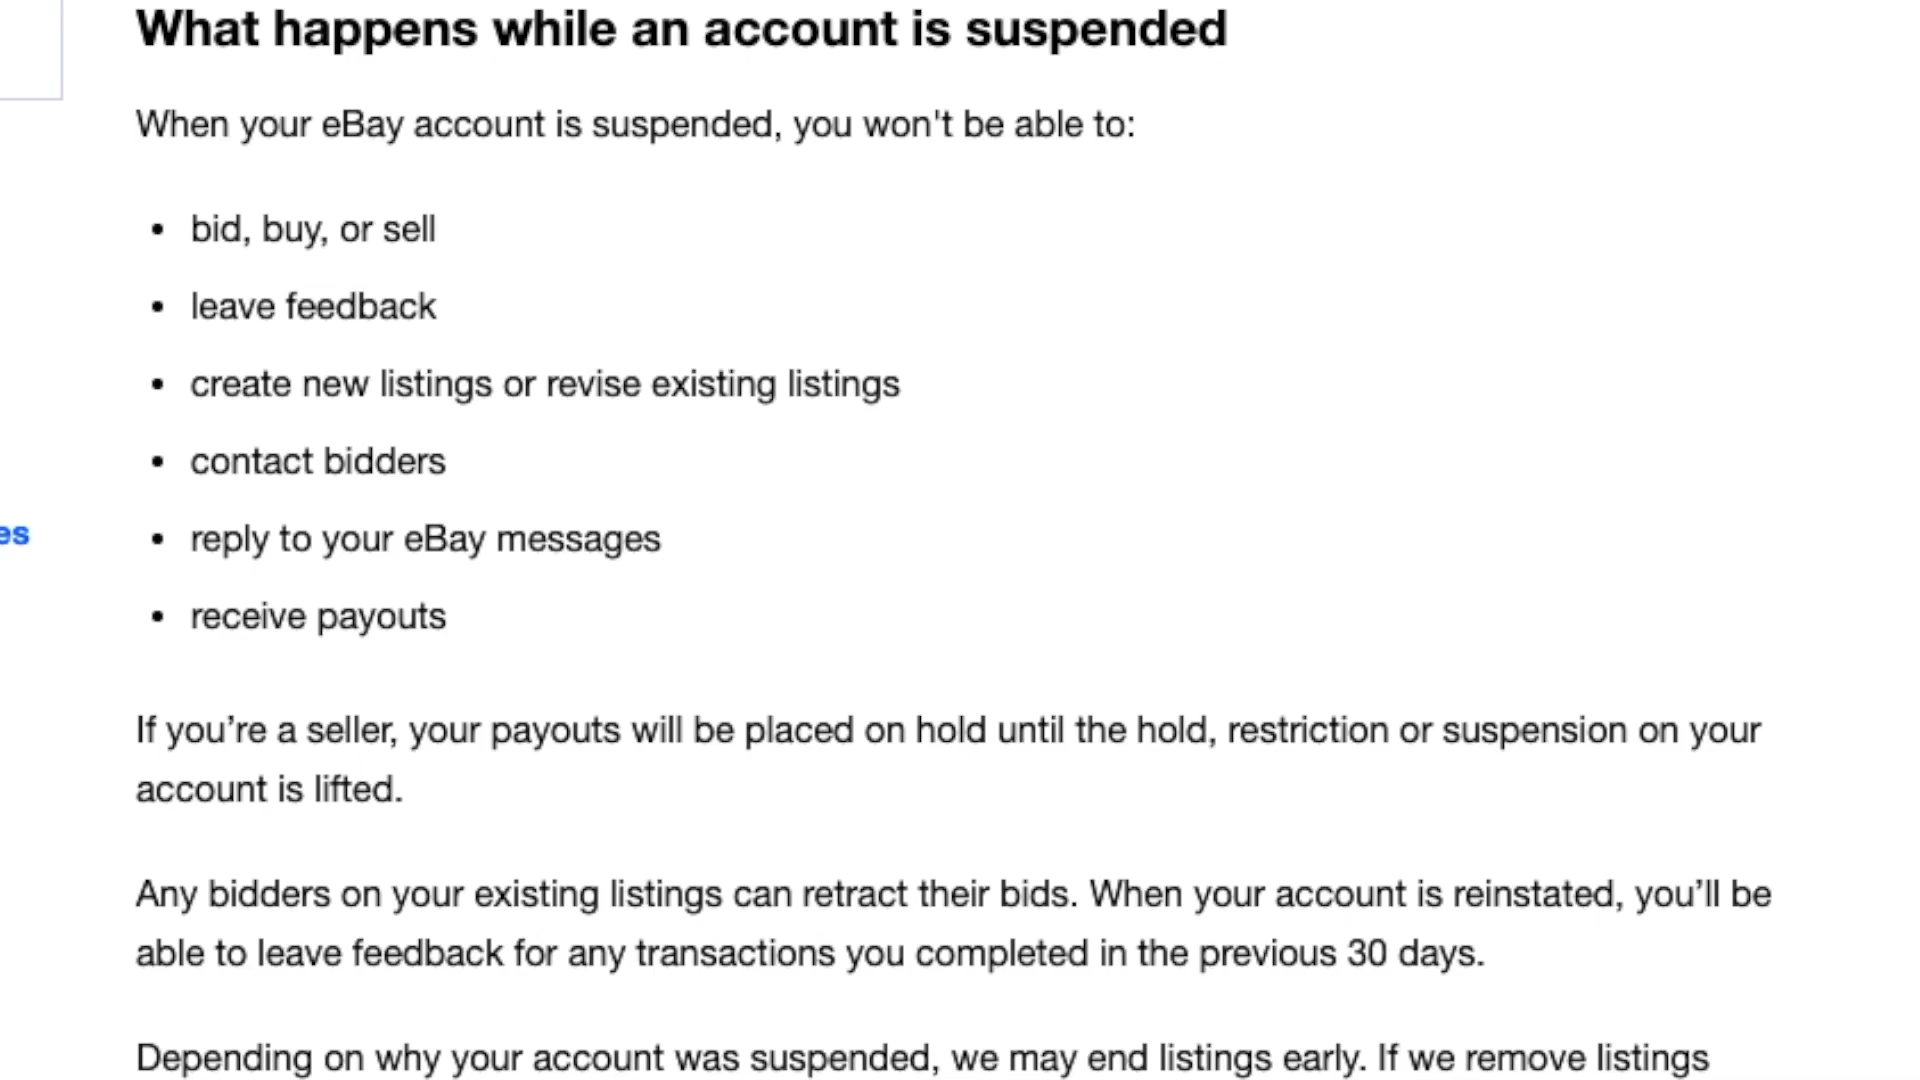 What happens while an account is suspended
When your eBay account is suspended, you won't be able to:
• bid, buy, or sell
• leave feedback
• create new listings or revise existing listings
• contact bidders
es
• reply to your eBay messages
• receive payouts
If you’re a seller, your payouts will be placed on hold until the hold, restriction or suspension on your
account is lifted.
Any bidders on your existing listings can retract their bids. When your account is reinstated, you’ll be
able to leave feedback for any transactions you completed in the previous 30 days.
Depending on why your account was suspended, we may end listings early. If we remove listings